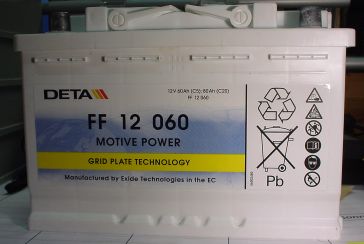 DETA
12V 60Ah (C5); 80Ah (C20)
FF 12 060
FF 12 060
MOTIVE POWER
GRID PLATE TECHNOLOGY
Manufactured by Exide Technologies in the EC
Pb